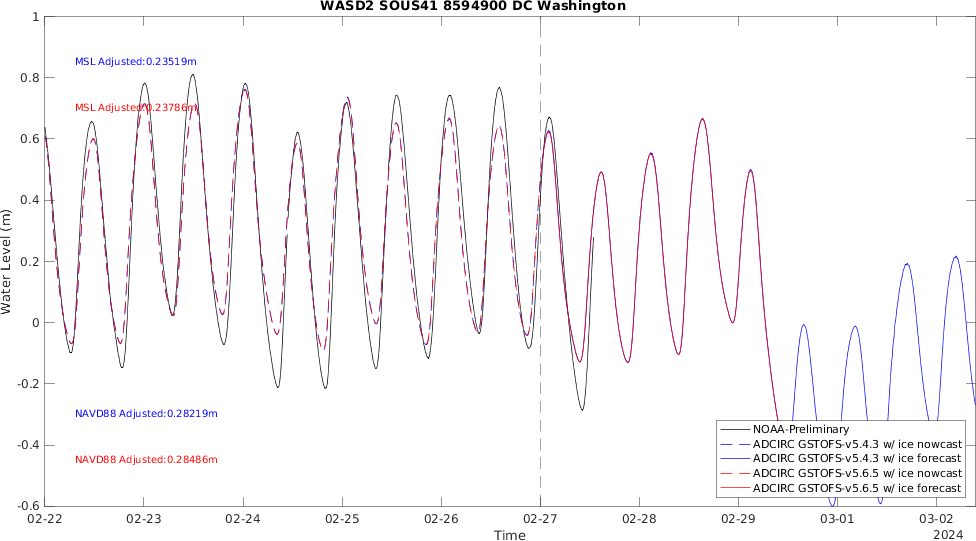 WASD2 SOUS41 8594900 DC Washington
1
0.8
0.6
0.4
0.2
0
-0.2
-0.4
-0.6
Water Level (m)
MSL Adjusted:0.23519m
MSL Adjusted:0.23786m
NAVD88 Adjusted:0.28219m
NAVD88 Adjusted:0.28486m
NOAA-Preliminary
ADCIRC GSTOFS-v5.4.3 w/ ice nowcast
ADCIRC GSTOFS-v5.4.3 w/ ice forecast
ADCIRC GSTOFS-v5.6.5 w/ ice nowcast
ADCIRC GSTOFS-v5.6.5 w/ ice forecast
02-22 02-23 02-24 02-25 02-26 02-27 02-28 02-29 03-01 03-02
Time
2024